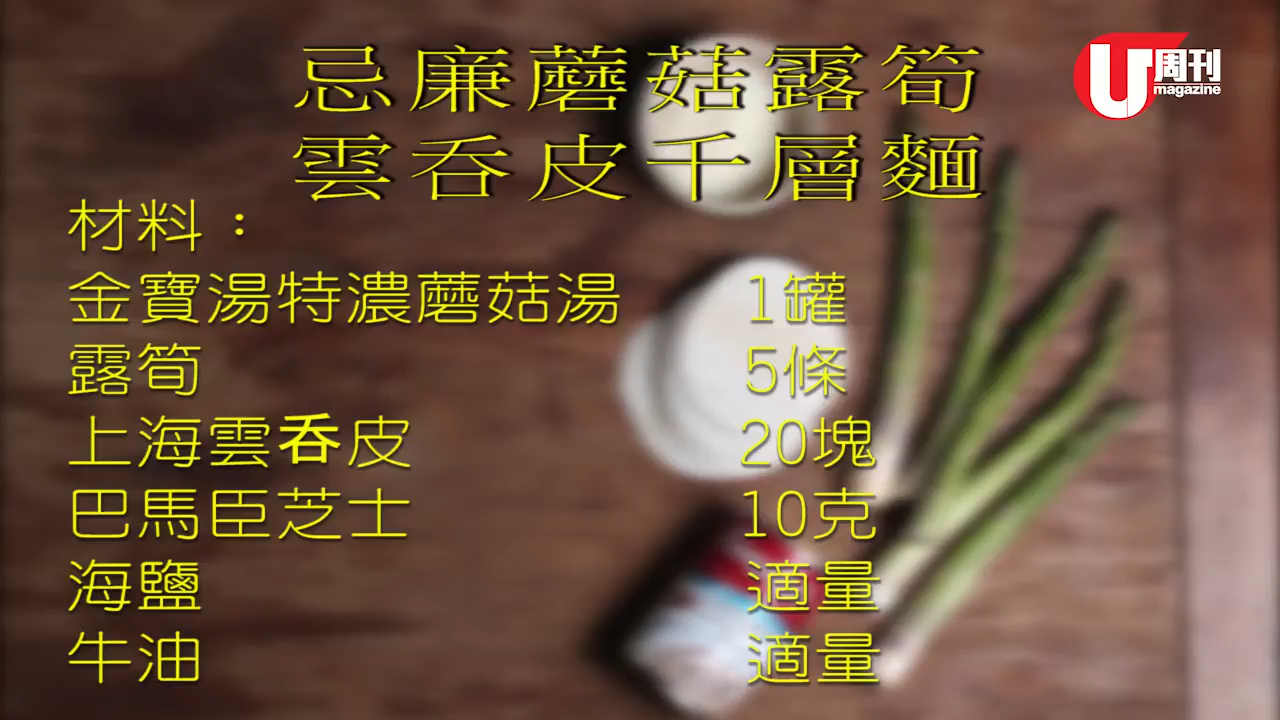 忌廉蘑菇露筍
雲吞皮千層麵
U周刊
magazine
材料：
金寶湯特濃蘑菇湯 1罐
露筍 5條
上海雲吞皮 20塊
巴馬臣芝士 10克
海鹽 適量
牛油 適量